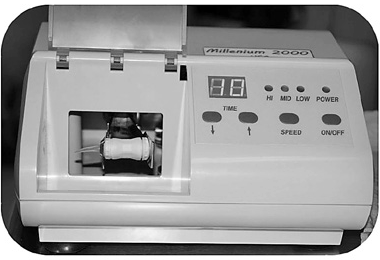 Millenium 2000
88
HI MID LOW POWER
TIME
SPEED ON/OFF